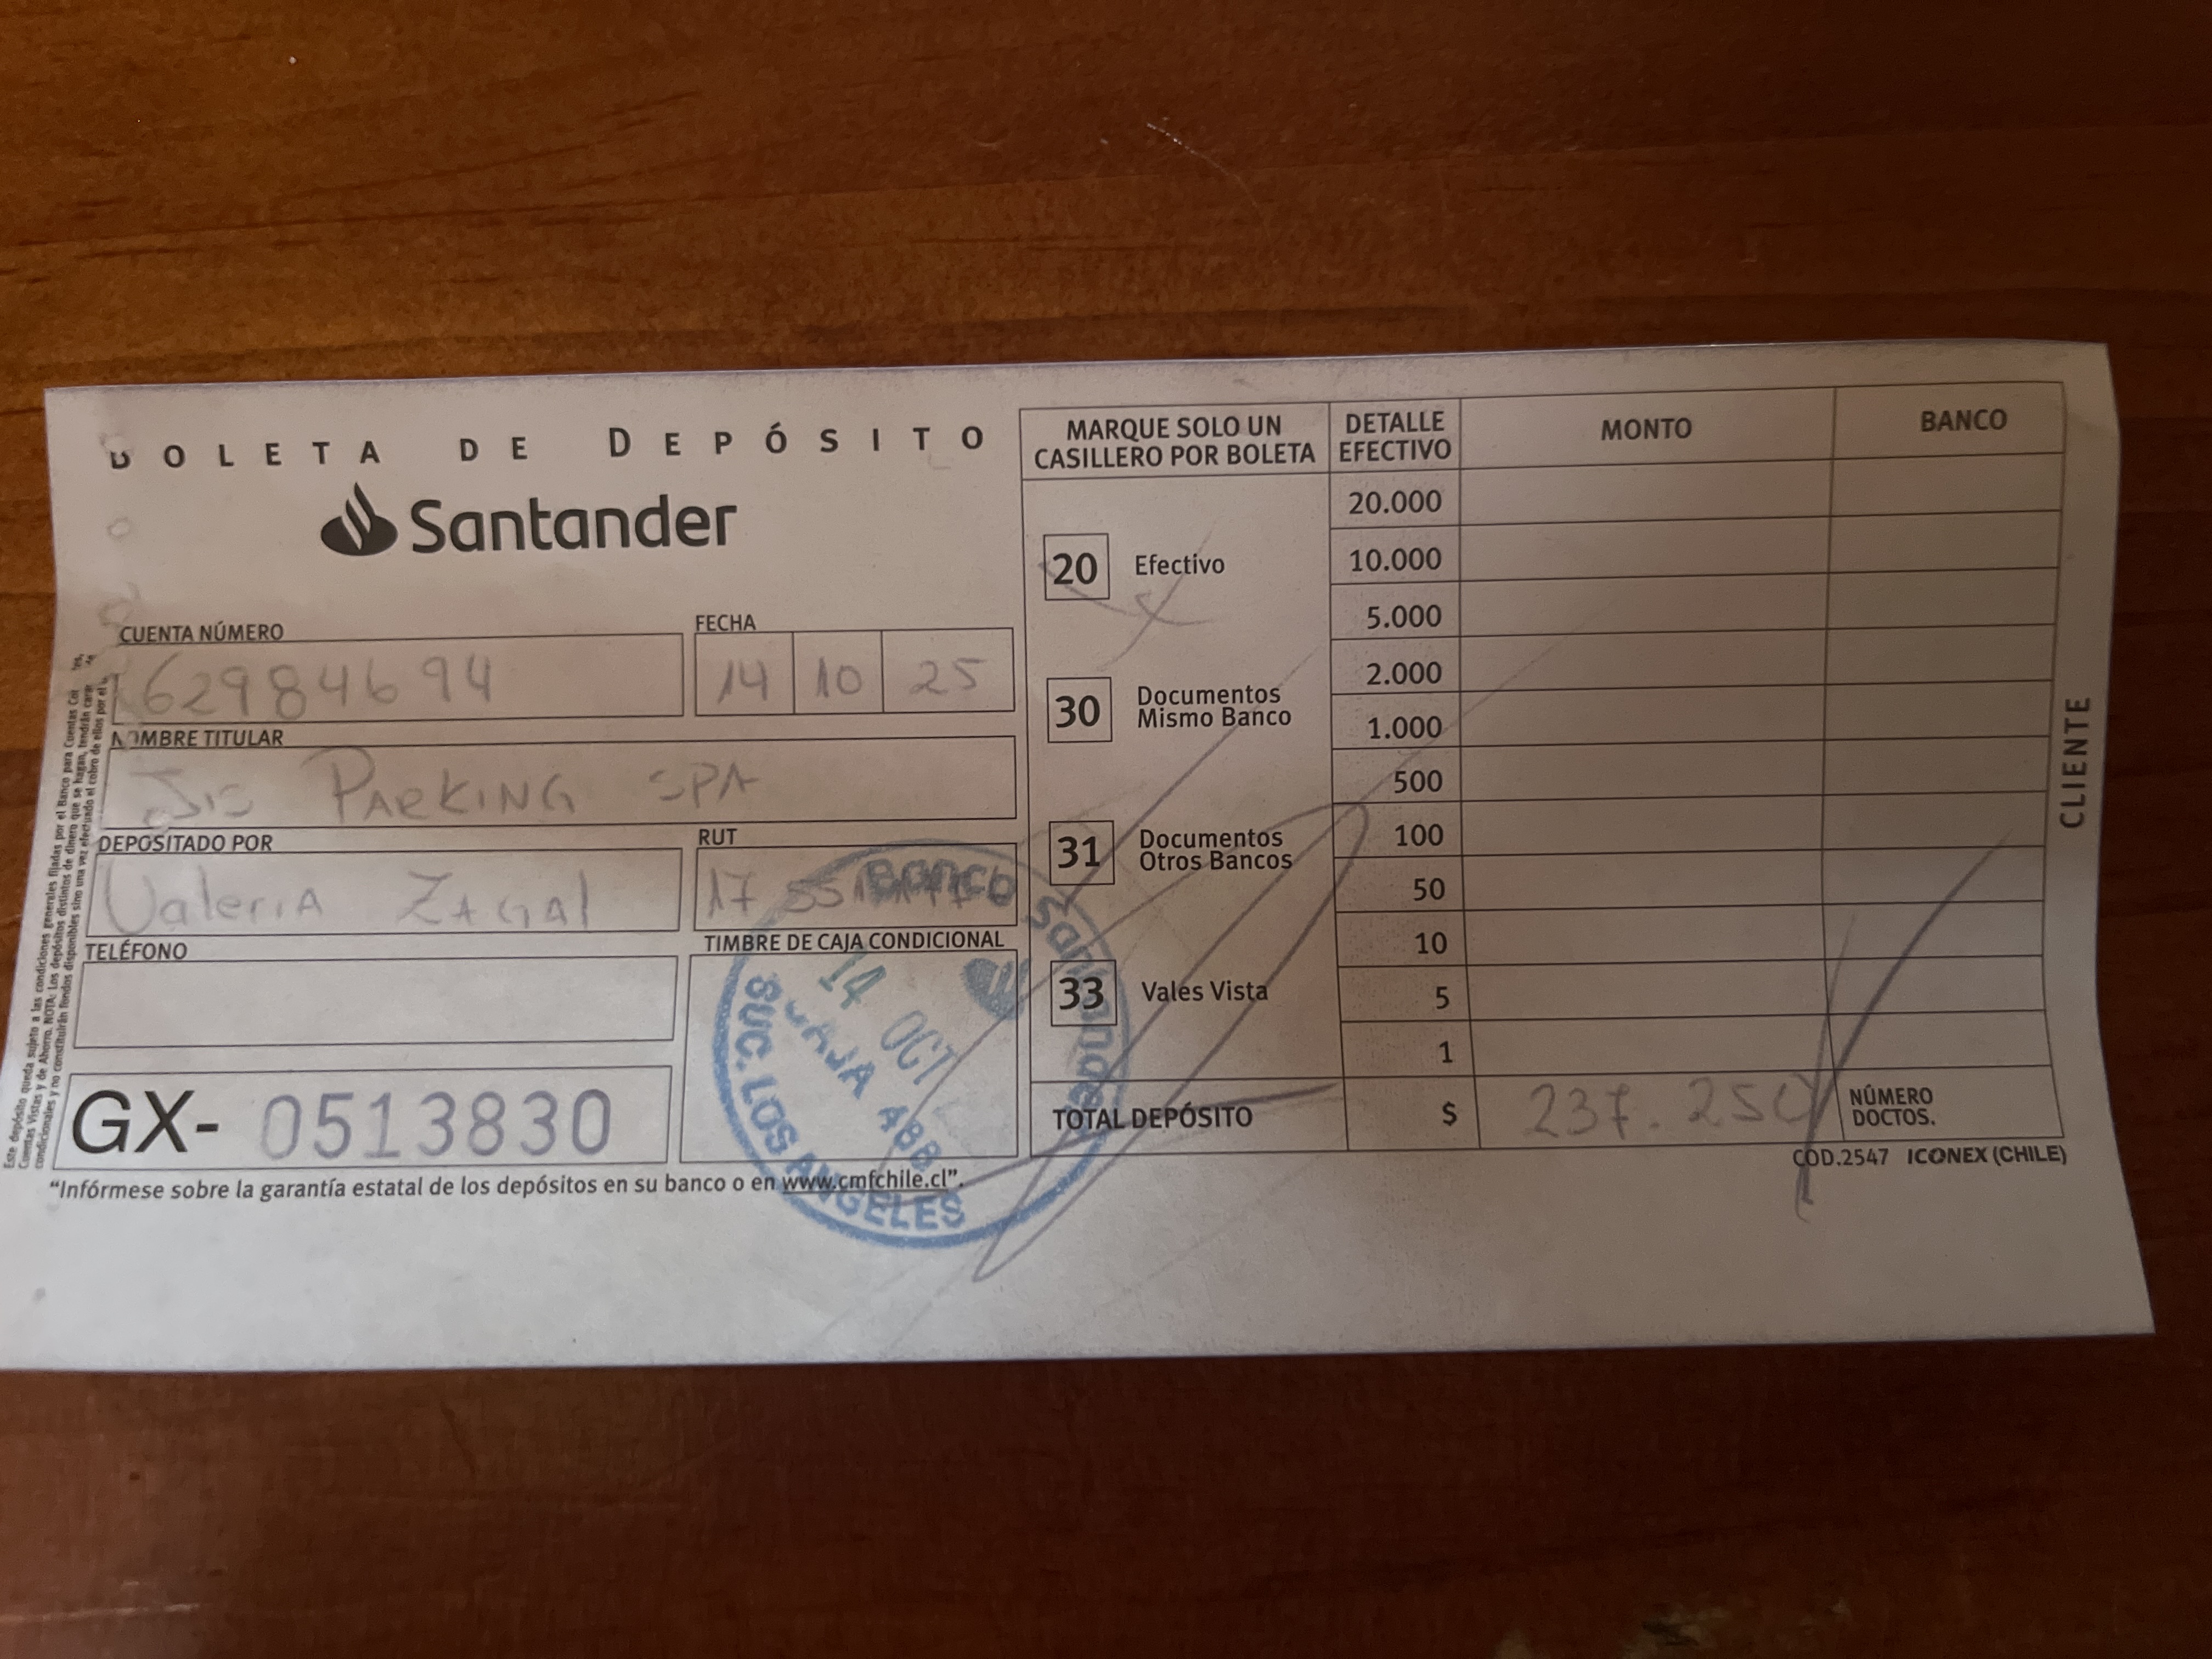 BOLETA DE DEPÓSITO
Santander
CUENTA NÚMERO
62984694
FECHA
14 10 25
NOMBRE TITULAR
PARKING SPA
DEPOSITADO POR
Valeria ZAGAl
RUT
17
TELÉFONO
TIMBRE DE CAJA CONDICIONAL
GX- 0513830
"Infórmese sobre la garantía estatal de los depósitos en su banco o en www.cmfchile.cl".
Banco Santander
14 OCT
CAJA 488
SUC. LOS ANGELES
MARQUE SOLO UN
CASILLERO POR BOLETA
20 Efectivo
30 Documentos
Mismo Banco
31 Documentos
Otros Bancos
33 Vales Vista
DETALLE
EFECTIVO
MONTO
BANCO
20.000
10.000
5.000
2.000
1.000
500
100
50
10
5
1
TOTAL DEPÓSITO $ 237.250
NÚMERO
DOCTOS.
COD.2547 ICONEX (CHILE)
CLIENTE